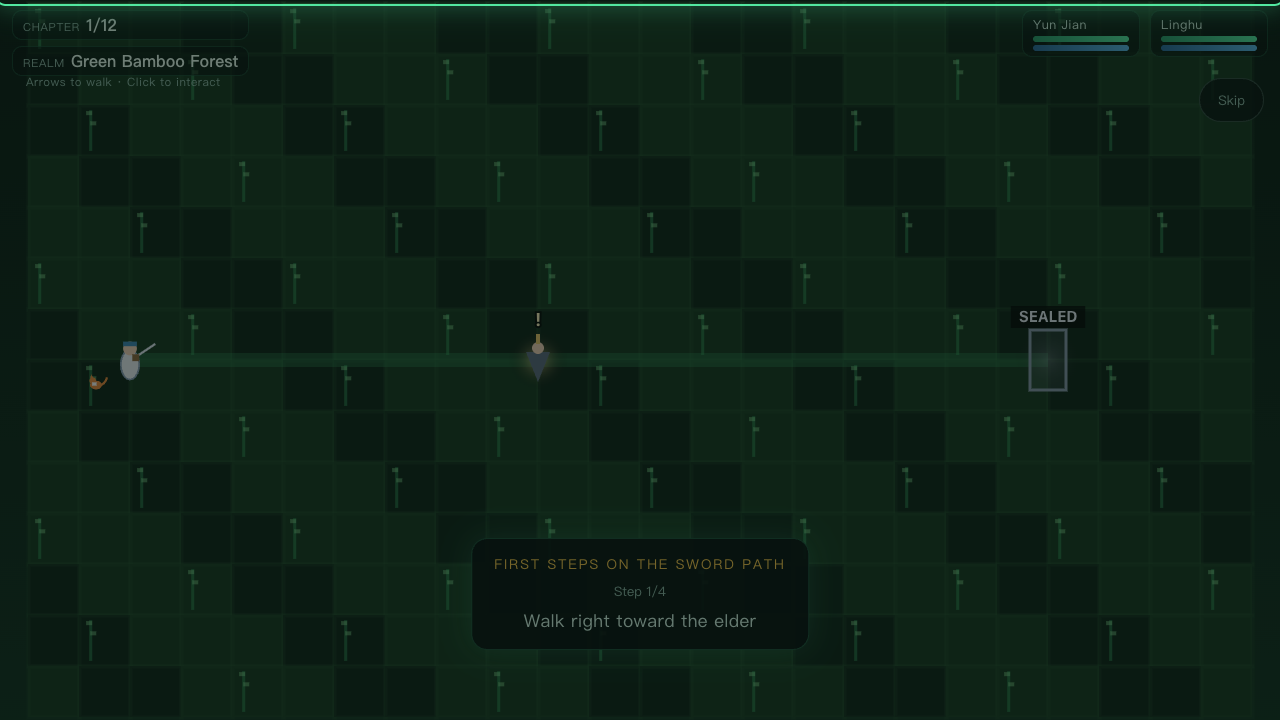 CHAPTER 1/12
REALM Green Bamboo Forest
Arrows to walk · Click to interact
Yun Jian
Linghu
Skip
!
SEALED
FIRST STEPS ON THE SWORD PATH
Step 1/4
Walk right toward the elder